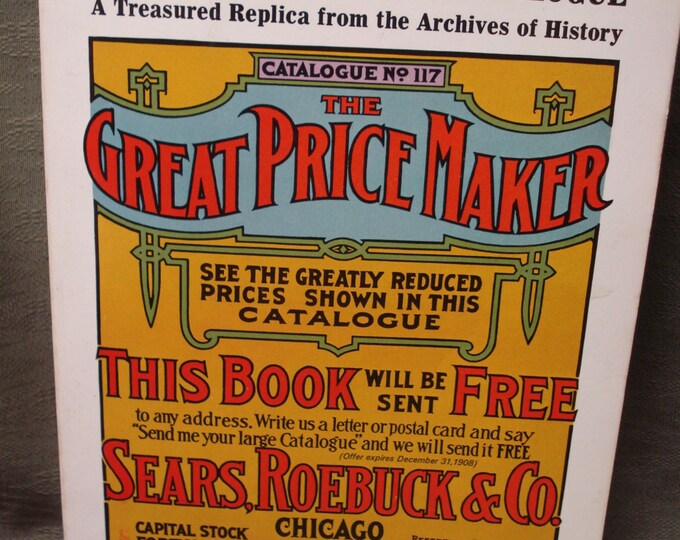 A Treasured Replica from the Archives of History
CATALOGUE No 117
THE
GREAT PRICE MAKER
SEE THE GREATLY REDUCED
PRICES SHOWN IN THIS
CATALOGUE
THIS BOOK WILL BE SENT FREE
to any address. Write us a letter or postal card and say
"Send me your large Catalogue" and we will send it FREE
(Offer expires December 31, 1908)
SEARS, ROEBUCK & CO.
CAPITAL STOCK CHICAGO